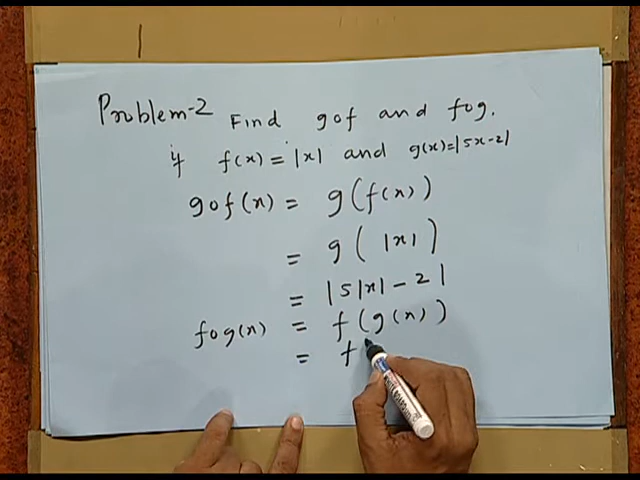 Problem-2 Find gof and fog.
if f(x) = |x| and g(x)=|5x-2|
gof(x) = g(f(x))
= g( |x| )
= |5|x| - 2|
fog(x) = f(g(x))
= f